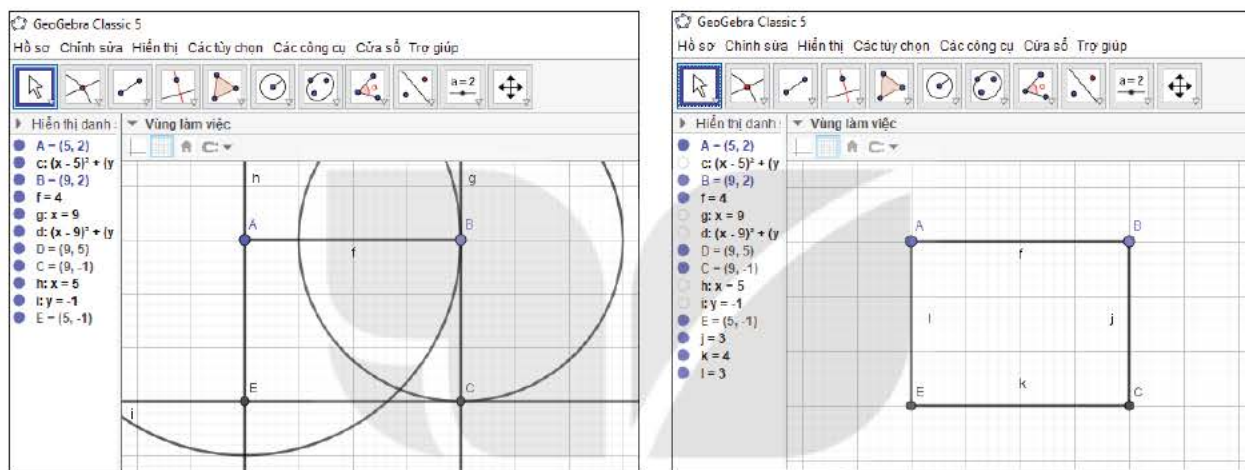 GeoGebra Classic 5
Hồ sơ Chỉnh sửa Hiển thị Các tùy chọn Các công cụ Cửa sổ Trợ giúp
a=2
Hiển thị danh :
Vùng làm việc
A = (5, 2)
c: (x - 5)² + (y
B = (9, 2)
f = 4
g: x = 9
d: (x - 9)² + (y
D = (9, 5)
C = (9, -1)
h: x = 5
i: y = -1
E = (5, -1)
h
g
A
B
f
E
C
i
GeoGebra Classic 5
Hồ sơ Chỉnh sửa Hiển thị Các tùy chọn Các công cụ Cửa sổ Trợ giúp
a=2
Hiển thị danh
Vùng làm việc
A = (5, 2)
c: (x - 5)² + (y
B = (9, 2)
f = 4
g: x = 9
d: (x - 9)² + (y
D = (9, 5)
C = (9, -1)
h: x = 5
i: y = -1
E = (5, -1)
j = 3
k = 4
l = 3
A
B
f
l
j
E
k
C